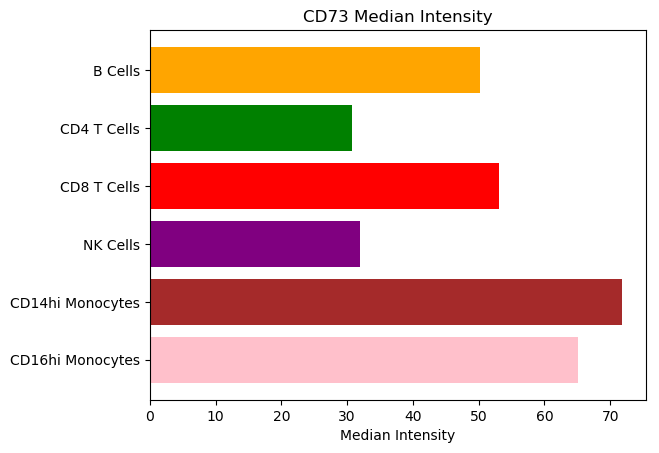 CD73 Median Intensity
B Cells
CD4 T Cells
CD8 T Cells
NK Cells
CD14hi Monocytes
CD16hi Monocytes
0 10 20 30 40 50 60 70
Median Intensity